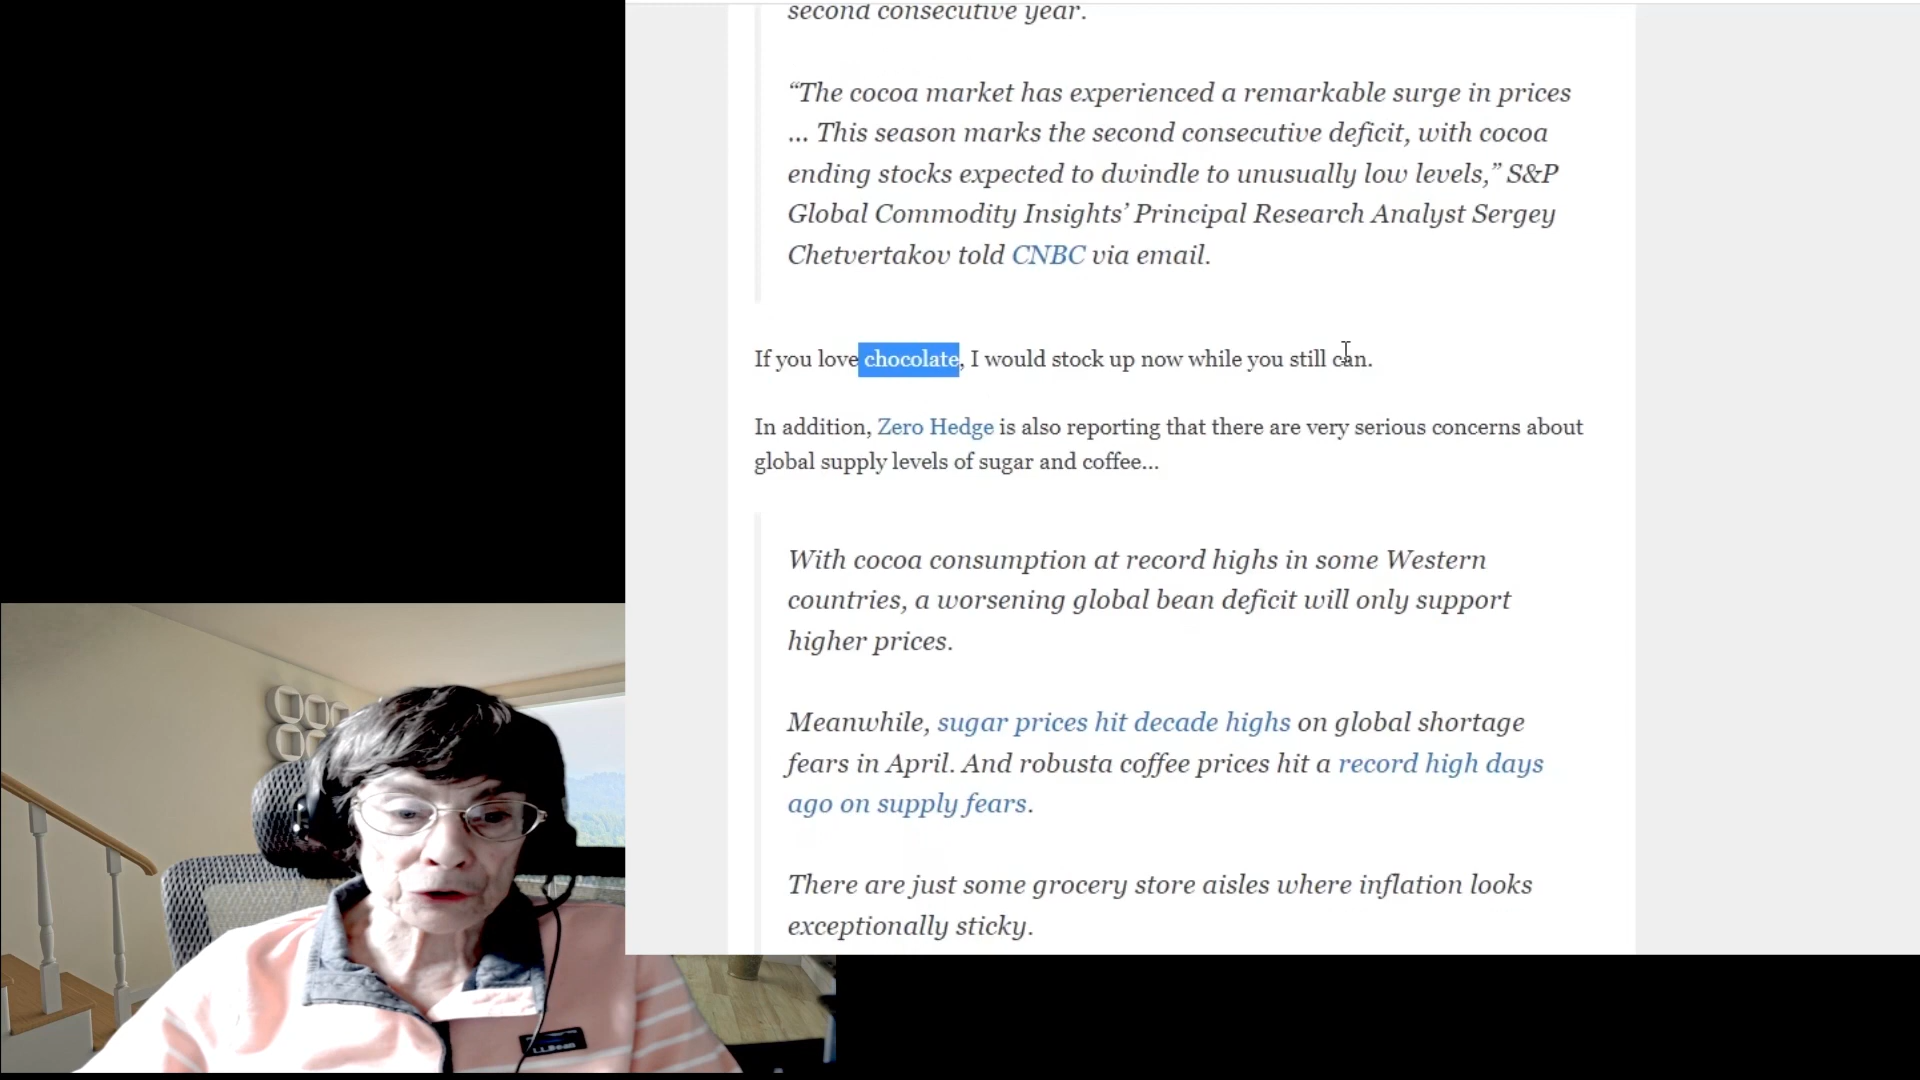 second consecutive year.
“The cocoa market has experienced a remarkable surge in prices
... This season marks the second consecutive deficit, with cocoa
ending stocks expected to dwindle to unusually low levels,” S&P
Global Commodity Insights’ Principal Research Analyst Sergey
Chetvertakov told CNBC via email.
If you love chocolate, I would stock up now while you still can.
In addition, Zero Hedge is also reporting that there are very serious concerns about
global supply levels of sugar and coffee…
With cocoa consumption at record highs in some Western
countries, a worsening global bean deficit will only support
higher prices.
Meanwhile, sugar prices hit decade highs on global shortage
fears in April. And robusta coffee prices hit a record high days
ago on supply fears.
There are just some grocery store aisles where inflation looks
exceptionally sticky.
L.L.Bean